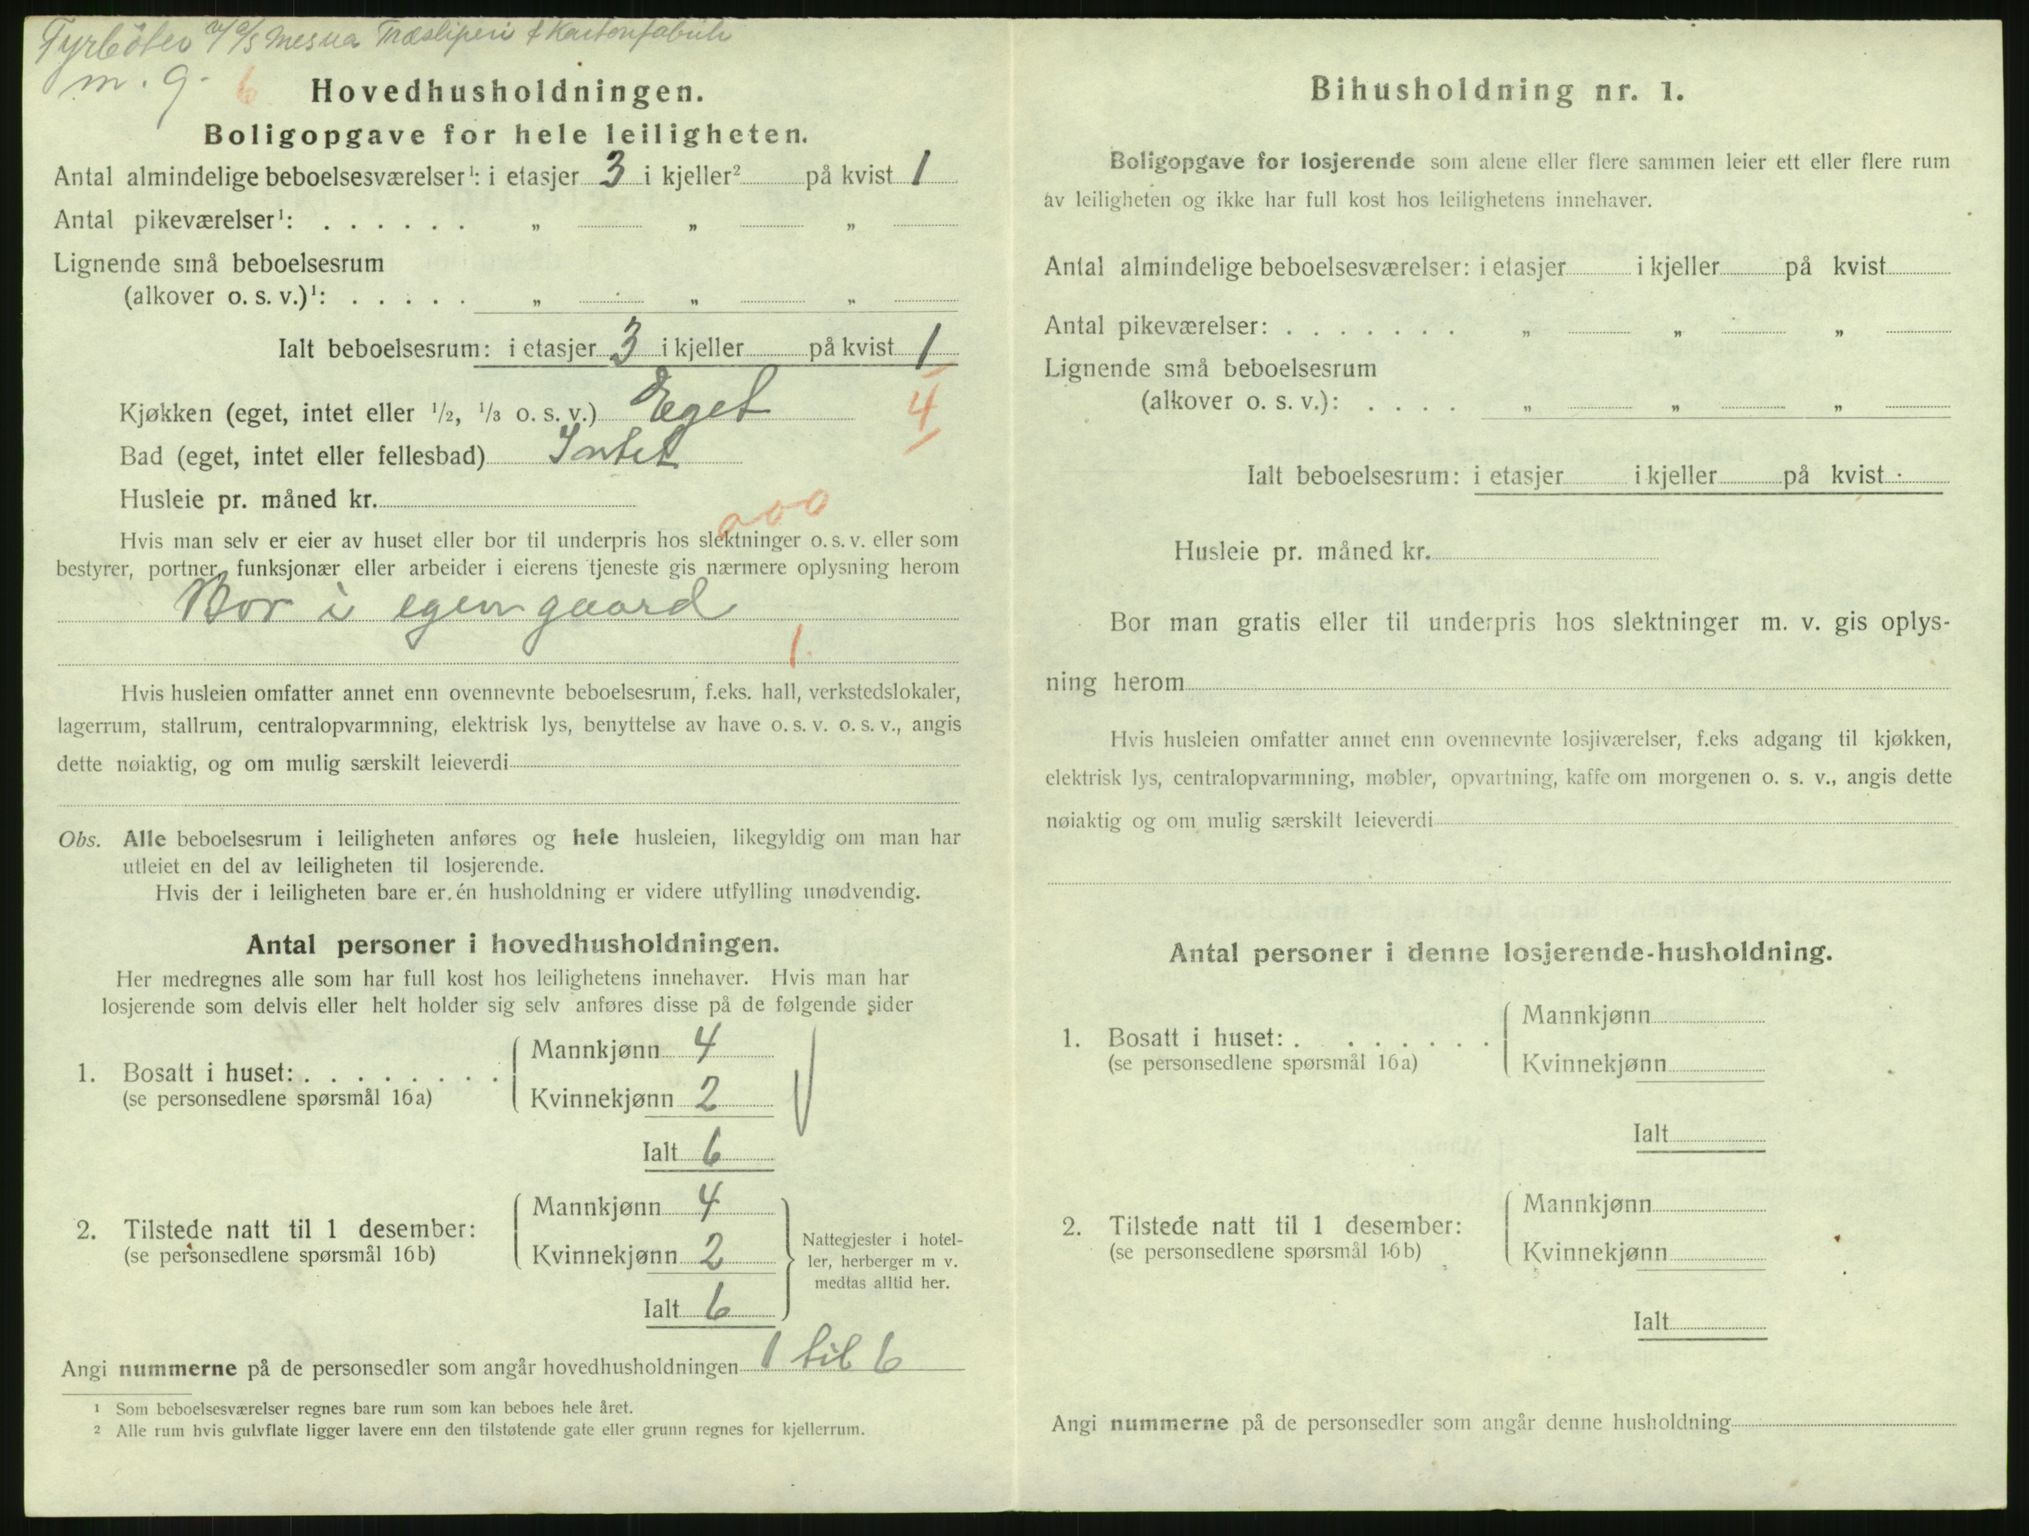 Fyrböter v/ A/S Mesna Træsliperi & Kartonfabrik
m. g. 6
Hovedhusholdningen.
Boligopgave for hele leiligheten.
Antal almindelige beboelsesværelser¹: i etasjer 3 i kjeller² på kvist 1
Antal pikeværelser¹: . . . . . . „ „ „
Lignende små beboelsesrum
(alkover o. s. v.)¹: . . . . . „ „ „
Ialt beboelsesrum: i etasjer 3 i kjeller på kvist 1
4
Kjøkken (eget, intet eller 1/2, 1/3 o. s. v.) Eget
Bad (eget, intet eller fellesbad) Intet
Husleie pr. måned kr.
000
Hvis man selv er eier av huset eller bor til underpris hos slektninger o. s. v. eller som
bestyrer, portner, funksjonær eller arbeider i eierens tjeneste gis nærmere oplysning herom
Bor i egen gaard
1.
Hvis husleien omfatter annet enn ovennevnte beboelsesrum, f.eks. hall, verkstedslokaler,
lagerrum, stallrum, centralopvarmning, elektrisk lys, benyttelse av have o. s. v. o. s. v., angis
dette nøiaktig, og om mulig særskilt leieverdi
Obs. Alle beboelsesrum i leiligheten anføres og hele husleien, likegyldig om man har
utleiet en del av leiligheten til losjerende.
Hvis der i leiligheten bare er én husholdning er videre utfylling unødvendig.
Antal personer i hovedhusholdningen.
Her medregnes alle som har full kost hos leilighetens innehaver. Hvis man har
losjerende som delvis eller helt holder sig selv anføres disse på de følgende sider
Mannkjønn 4
1. Bosatt i huset: . . . . . . . .
(se personsedlene spørsmål 16a) Kvinnekjønn 2
Ialt 6
Mannkjønn 4
2. Tilstede natt til 1 desember:
(se personsedlene spørsmål 16b) Kvinnekjønn 2
Ialt 6
Nattegjester i hotel-
ler, herberger m v.
medtas alltid her.
Angi nummerne på de personsedler som angår hovedhusholdningen 1 til 6
¹ Som beboelsesværelser regnes bare rum som kan beboes hele året.
² Alle rum hvis gulvflate ligger lavere enn den tilstøtende gate eller grunn regnes for kjellerrum.
Bihusholdning nr. 1.
Boligopgave for losjerende som alene eller flere sammen leier ett eller flere rum
av leiligheten og ikke har full kost hos leilighetens innehaver.
Antal almindelige beboelsesværelser: i etasjer i kjeller på kvist
Antal pikeværelser: . . . . . . . „ „ „
Lignende små beboelsesrum
(alkover o. s. v.): . . . . „ „ „
Ialt beboelsesrum: i etasjer i kjeller på kvist
Husleie pr. måned kr.
Bor man gratis eller til underpris hos slektninger m. v. gis oplys-
ning herom
Hvis husleien omfatter annet enn ovennevnte losjiværelser, f.eks adgang til kjøkken,
elektrisk lys, centralopvarmning, møbler, opvartning, kaffe om morgenen o. s. v., angis dette
nøiaktig og om mulig særskilt leieverdi
Antal personer i denne losjerende-husholdning.
Mannkjønn
1. Bosatt i huset: . . . . . . .
(se personsedlene spørsmål 16a) Kvinnekjønn
Ialt
Mannkjønn
2. Tilstede natt til 1 desember:
(se personsedlene spørsmål 16b) Kvinnekjønn
Ialt
Angi nummerne på de personsedler som angår denne husholdning